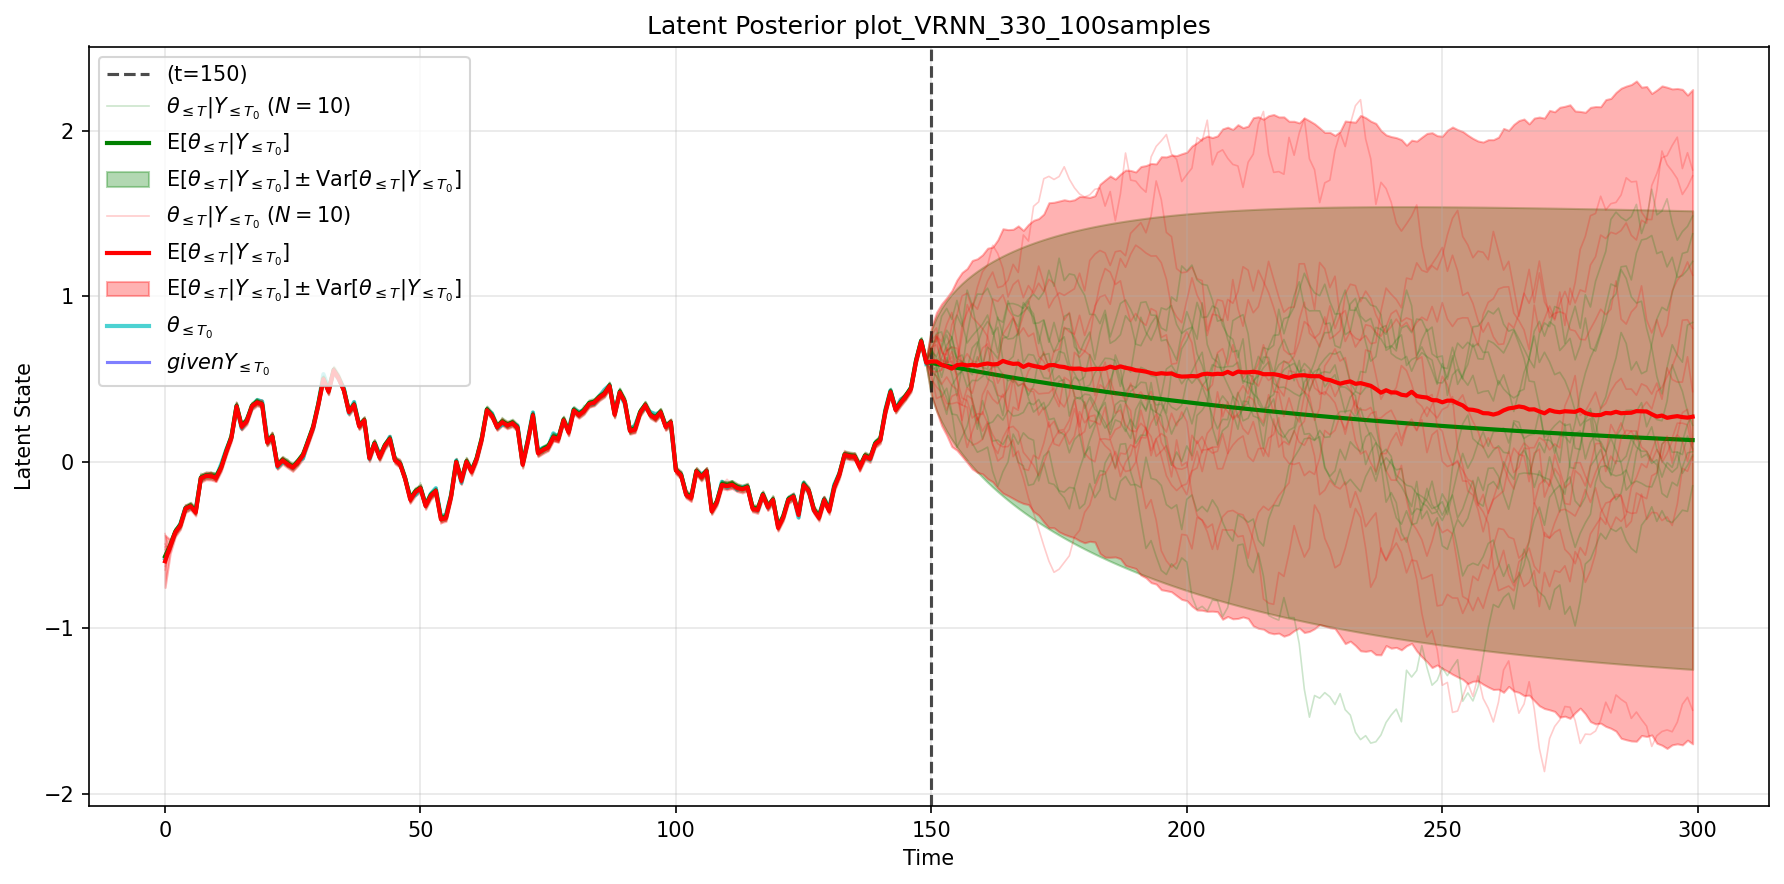 Latent Posterior plot_VRNN_330_100samples
(t=150)
θ≤T|Y≤T₀ (N = 10)
E[θ≤T|Y≤T₀]
E[θ≤T|Y≤T₀] ± Var[θ≤T|Y≤T₀]
θ≤T|Y≤T₀ (N = 10)
E[θ≤T|Y≤T₀]
E[θ≤T|Y≤T₀] ± Var[θ≤T|Y≤T₀]
θ≤T₀
givenY≤T₀
Latent State
2
1
0
−1
−2
0 50 100 150 200 250 300
Time